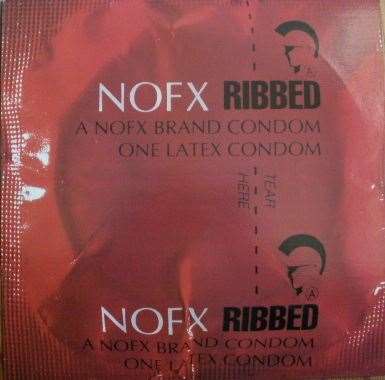 NOFX RIBBED
A NOFX BRAND CONDOM
ONE LATEX CONDOM
TEAR
HERE
NOFX RIBBED
A NOFX BRAND CONDOM
ONE LATEX CONDOM